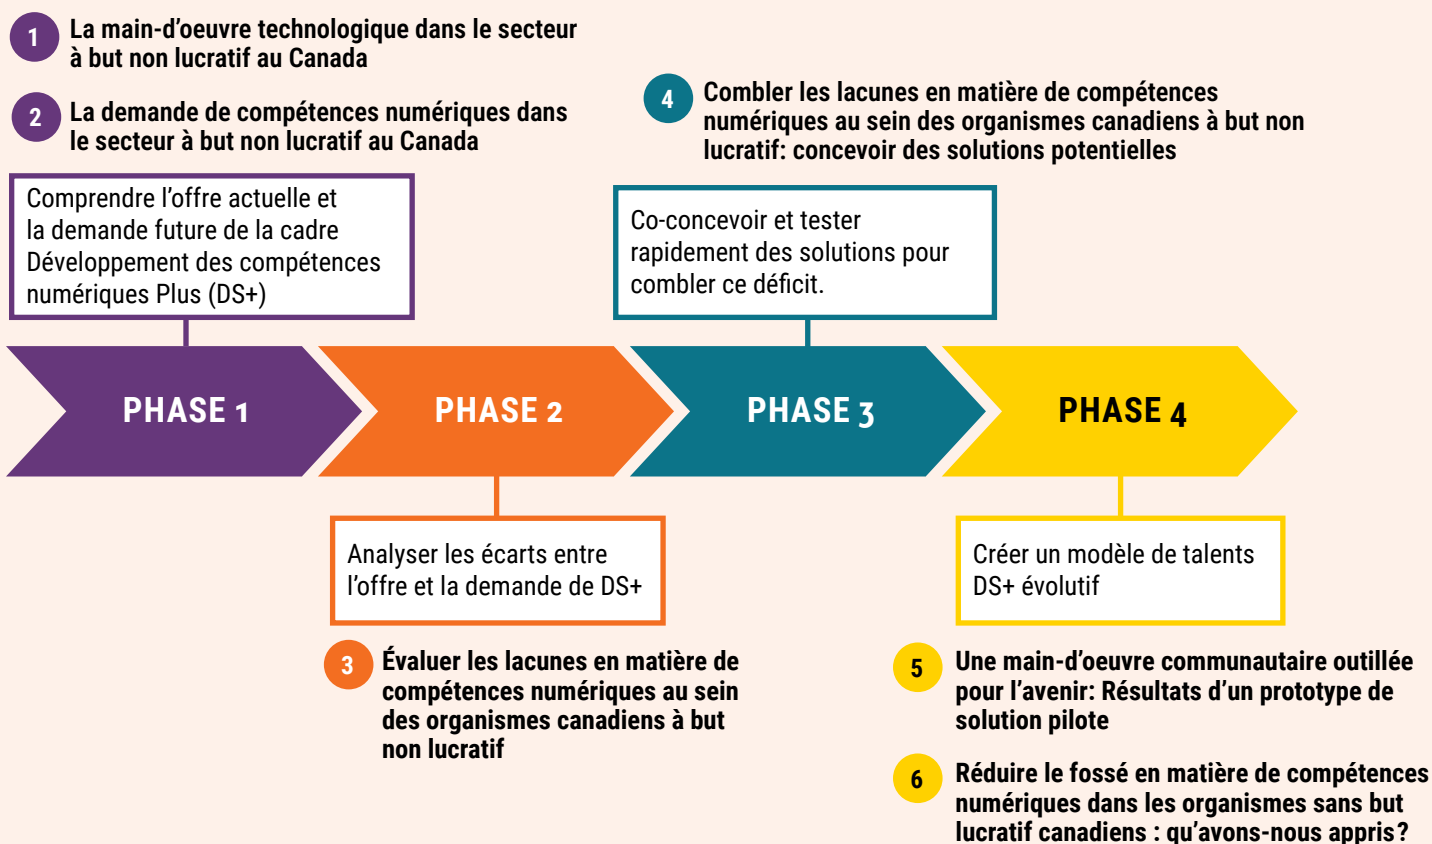 1 La main-d'oeuvre technologique dans le secteur
à but non lucratif au Canada
2 La demande de compétences numériques dans
le secteur à but non lucratif au Canada
Comprendre l'offre actuelle et
la demande future de la cadre
Développement des compétences
numériques Plus (DS+)
4 Combler les lacunes en matière de compétences
numériques au sein des organismes canadiens à but non
lucratif: concevoir des solutions potentielles
Co-concevoir et tester
rapidement des solutions pour
combler ce déficit.
PHASE 1
PHASE 2
PHASE 3
PHASE 4
Analyser les écarts entre
l'offre et la demande de DS+
3 Évaluer les lacunes en matière de
compétences numériques au sein
des organismes canadiens à but
non lucratif
Créer un modèle de talents
DS+ évolutif
5 Une main-d'oeuvre communautaire outillée
pour l'avenir: Résultats d'un prototype de
solution pilote
6 Réduire le fossé en matière de compétences
numériques dans les organismes sans but
lucratif canadiens : qu'avons-nous appris ?